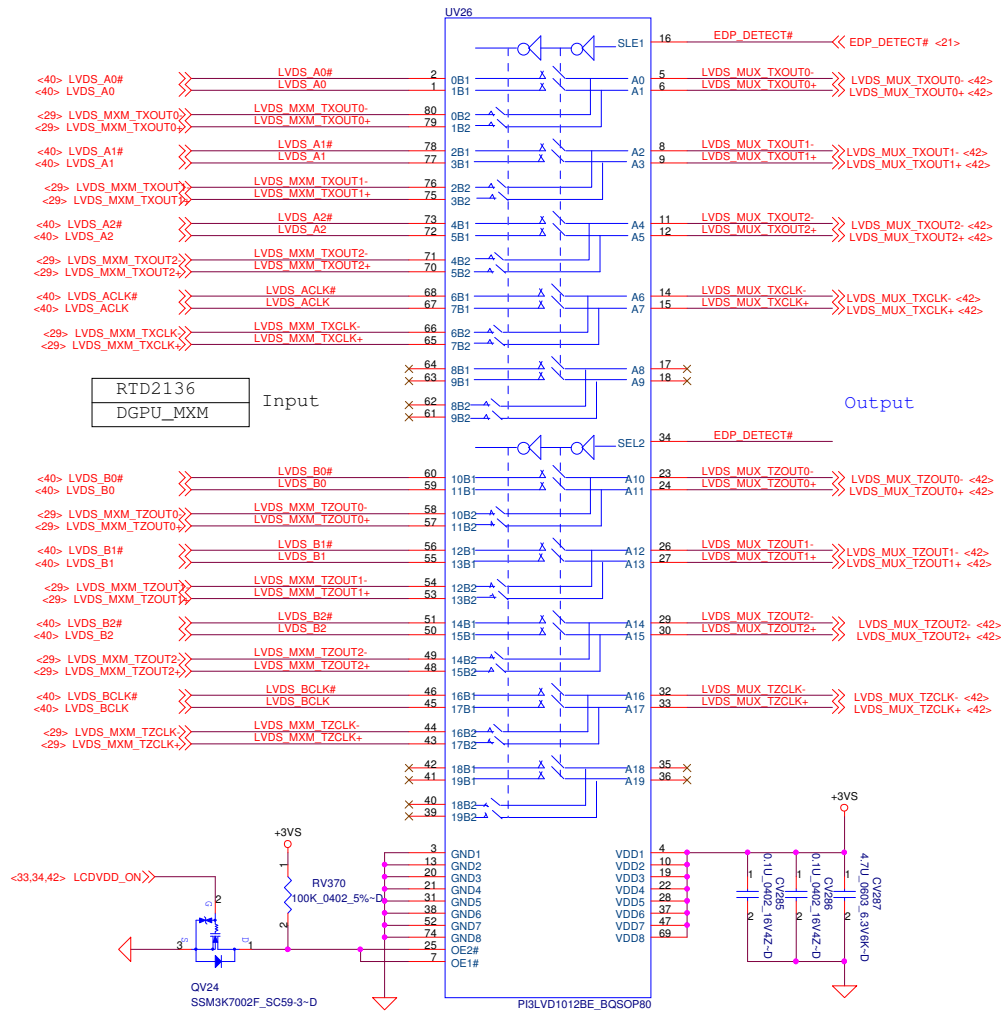 UV26
16 EDP_DETECT# SLE1 EDP_DETECT# <21>
<40> LVDS_A0# LVDS_A0# 2 0B1 A0 5 LVDS_MUX_TXOUT0- LVDS_MUX_TXOUT0- <42>
<40> LVDS_A0 LVDS_A0 1 1B1 A1 6 LVDS_MUX_TXOUT0+ LVDS_MUX_TXOUT0+ <42>
<29> LVDS_MXM_TXOUT0- LVDS_MXM_TXOUT0- 80 0B2
<29> LVDS_MXM_TXOUT0+ LVDS_MXM_TXOUT0+ 79 1B2
<40> LVDS_A1# LVDS_A1# 78 2B1 A2 8 LVDS_MUX_TXOUT1- LVDS_MUX_TXOUT1- <42>
<40> LVDS_A1 LVDS_A1 77 3B1 A3 9 LVDS_MUX_TXOUT1+ LVDS_MUX_TXOUT1+ <42>
<29> LVDS_MXM_TXOUT1- LVDS_MXM_TXOUT1- 76 2B2
<29> LVDS_MXM_TXOUT1+ LVDS_MXM_TXOUT1+ 75 3B2
<40> LVDS_A2# LVDS_A2# 73 4B1 A4 11 LVDS_MUX_TXOUT2- LVDS_MUX_TXOUT2- <42>
<40> LVDS_A2 LVDS_A2 72 5B1 A5 12 LVDS_MUX_TXOUT2+ LVDS_MUX_TXOUT2+ <42>
<29> LVDS_MXM_TXOUT2- LVDS_MXM_TXOUT2- 71 4B2
<29> LVDS_MXM_TXOUT2+ LVDS_MXM_TXOUT2+ 70 5B2
<40> LVDS_ACLK# LVDS_ACLK# 68 6B1 A6 14 LVDS_MUX_TXCLK- LVDS_MUX_TXCLK- <42>
<40> LVDS_ACLK LVDS_ACLK 67 7B1 A7 15 LVDS_MUX_TXCLK+ LVDS_MUX_TXCLK+ <42>
<29> LVDS_MXM_TXCLK- LVDS_MXM_TXCLK- 66 6B2
<29> LVDS_MXM_TXCLK+ LVDS_MXM_TXCLK+ 65 7B2
64 8B1 A8 17
63 9B1 A9 18
62 8B2
61 9B2
RTD2136
DGPU_MXM
Input
Output
SEL2 34 EDP_DETECT#
<40> LVDS_B0# LVDS_B0# 60 10B1 A10 23 LVDS_MUX_TZOUT0- LVDS_MUX_TZOUT0- <42>
<40> LVDS_B0 LVDS_B0 59 11B1 A11 24 LVDS_MUX_TZOUT0+ LVDS_MUX_TZOUT0+ <42>
<29> LVDS_MXM_TZOUT0- LVDS_MXM_TZOUT0- 58 10B2
<29> LVDS_MXM_TZOUT0+ LVDS_MXM_TZOUT0+ 57 11B2
<40> LVDS_B1# LVDS_B1# 56 12B1 A12 26 LVDS_MUX_TZOUT1- LVDS_MUX_TZOUT1- <42>
<40> LVDS_B1 LVDS_B1 55 13B1 A13 27 LVDS_MUX_TZOUT1+ LVDS_MUX_TZOUT1+ <42>
<29> LVDS_MXM_TZOUT1- LVDS_MXM_TZOUT1- 54 12B2
<29> LVDS_MXM_TZOUT1+ LVDS_MXM_TZOUT1+ 53 13B2
<40> LVDS_B2# LVDS_B2# 51 14B1 A14 29 LVDS_MUX_TZOUT2- LVDS_MUX_TZOUT2- <42>
<40> LVDS_B2 LVDS_B2 50 15B1 A15 30 LVDS_MUX_TZOUT2+ LVDS_MUX_TZOUT2+ <42>
<29> LVDS_MXM_TZOUT2- LVDS_MXM_TZOUT2- 49 14B2
<29> LVDS_MXM_TZOUT2+ LVDS_MXM_TZOUT2+ 48 15B2
<40> LVDS_BCLK# LVDS_BCLK# 46 16B1 A16 32 LVDS_MUX_TZCLK- LVDS_MUX_TZCLK- <42>
<40> LVDS_BCLK LVDS_BCLK 45 17B1 A17 33 LVDS_MUX_TZCLK+ LVDS_MUX_TZCLK+ <42>
<29> LVDS_MXM_TZCLK- LVDS_MXM_TZCLK- 44 16B2
<29> LVDS_MXM_TZCLK+ LVDS_MXM_TZCLK+ 43 17B2
42 18B1 A18 35
41 19B1 A19 36
40 18B2
39 19B2
+3VS
+3VS
3 GND1 VDD1 4
13 GND2 VDD2 10
20 GND3 VDD3 19
21 GND4 VDD4 22
31 GND5 VDD5 28
38 GND6 VDD6 37
52 GND7 VDD7 47
74 GND8 VDD8 69
25 OE2#
7 OE1#
<33,34,42> LCDVDD_ON
1
RV370
100K_0402_5%~D
2
2
G
3 S D 1
QV24
SSM3K7002F_SC59-3~D
PI3LVD1012BE_BQSOP80
1 2
CV285
0.1U_0402_16V4Z~D
1 2
CV286
0.1U_0402_16V4Z~D
1 2
CV287
4.7U_0603_6.3V6K~D